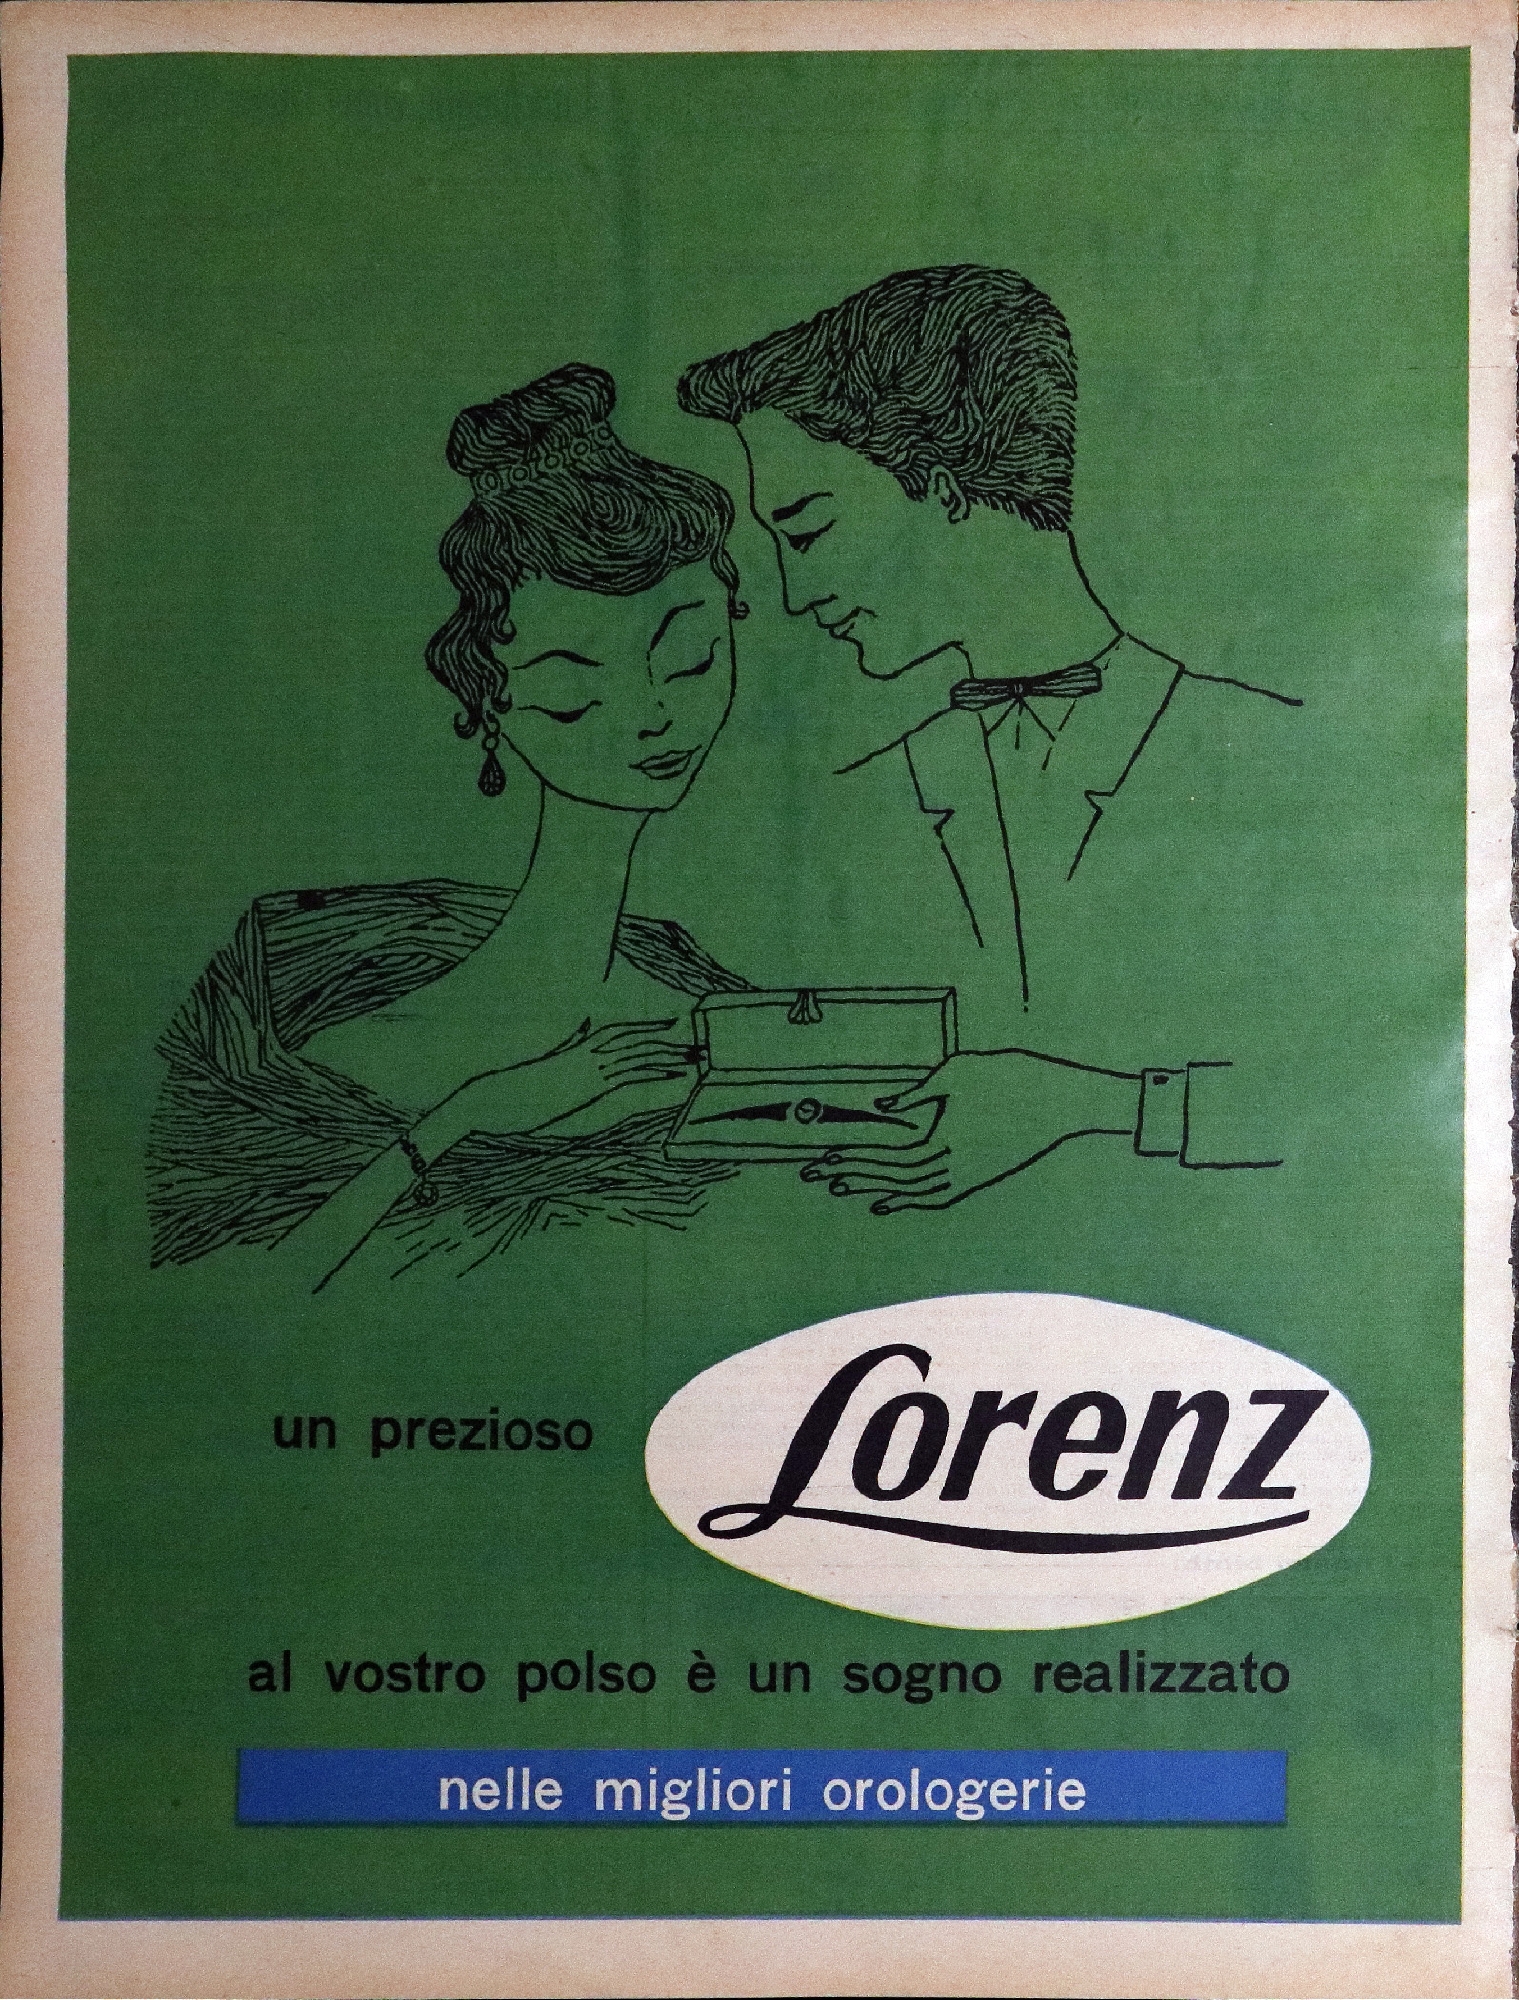 un prezioso Lorenz
al vostro polso è un sogno realizzato
nelle migliori orologerie